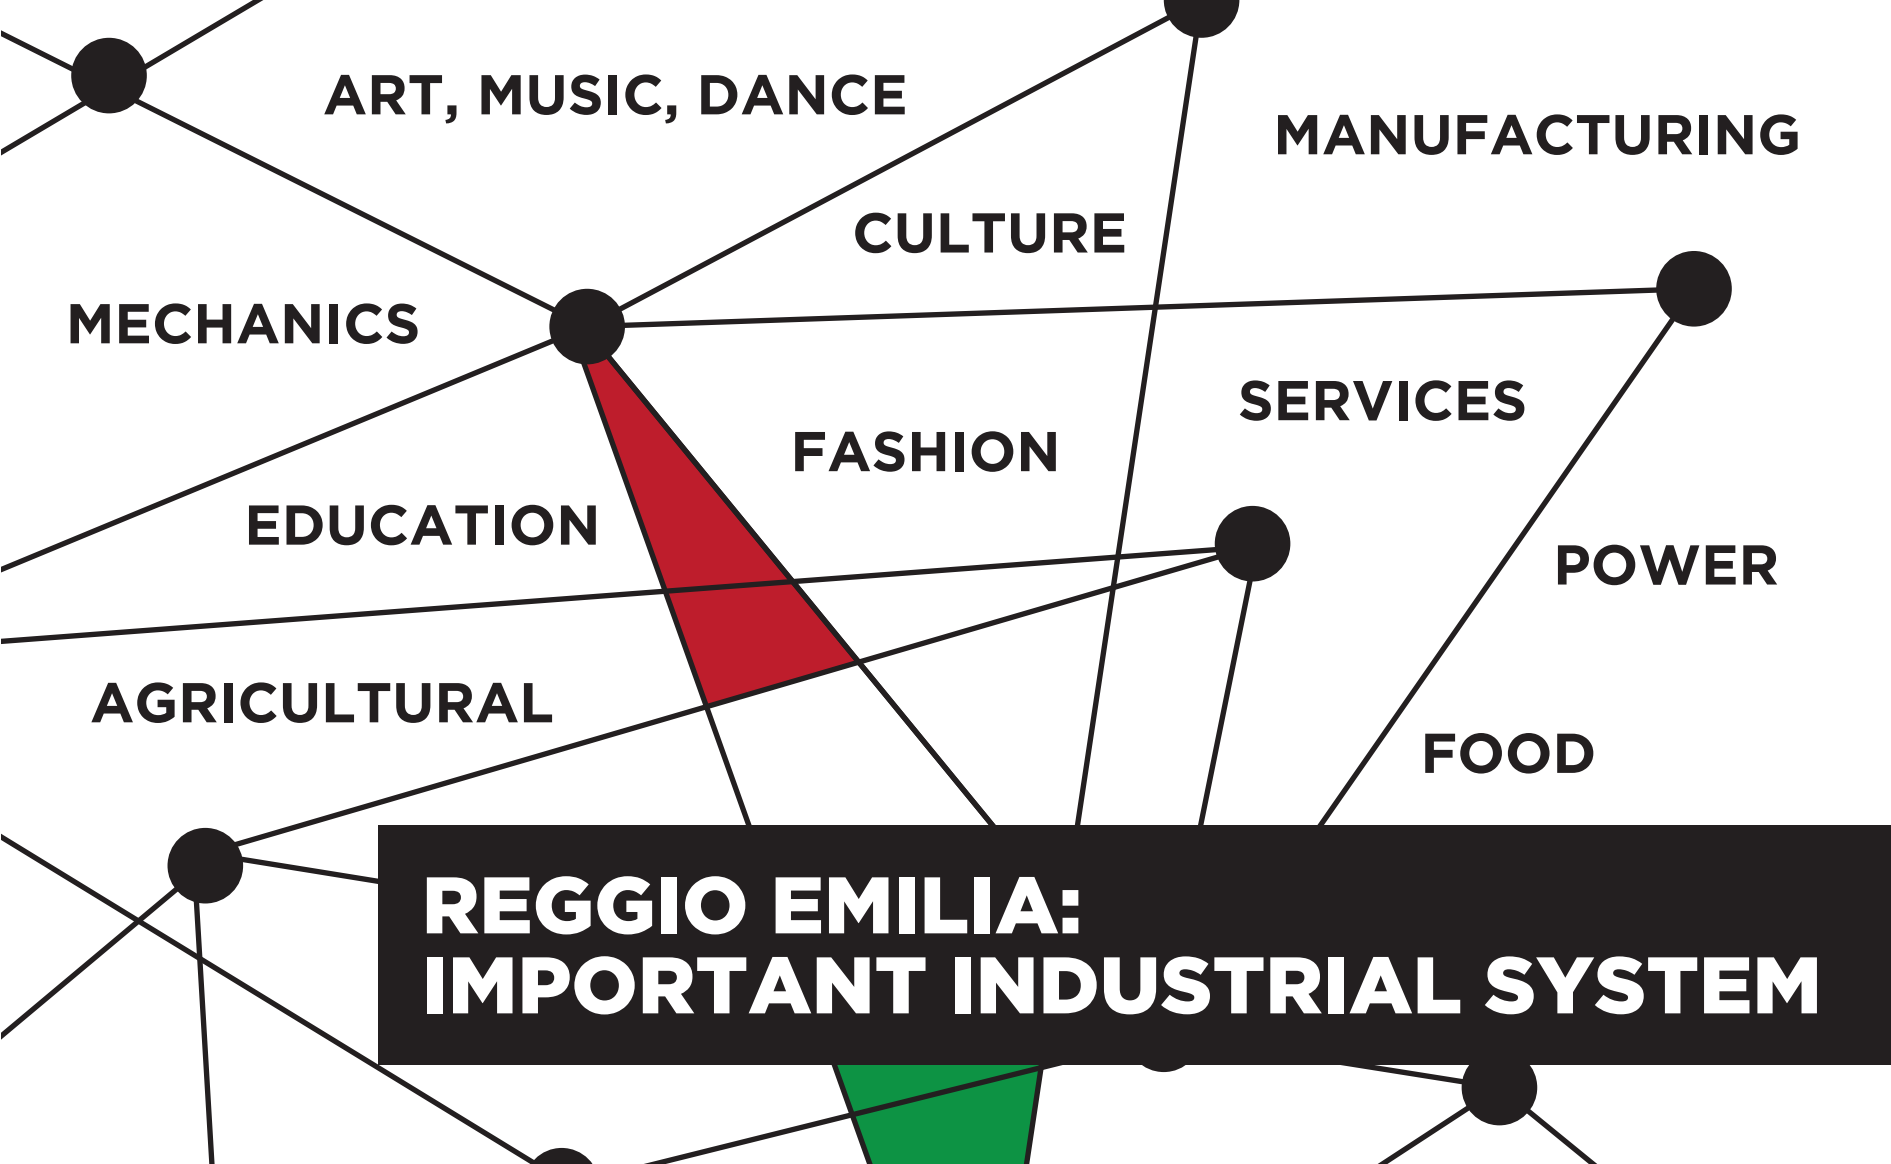 ART, MUSIC, DANCE
MANUFACTURING
CULTURE
MECHANICS
SERVICES
FASHION
EDUCATION
POWER
AGRICULTURAL
FOOD
REGGIO EMILIA:
IMPORTANT INDUSTRIAL SYSTEM